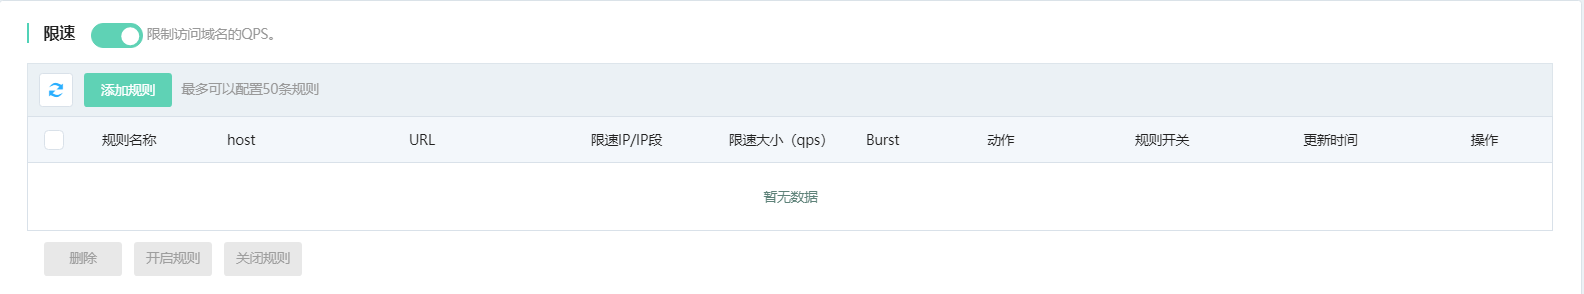 限速 限制访问域名的QPS。
添加规则 最多可以配置50条规则
规则名称 host URL 限速IP/IP段 限速大小（qps） Burst 动作 规则开关 更新时间 操作
暂无数据
删除 开启规则 关闭规则